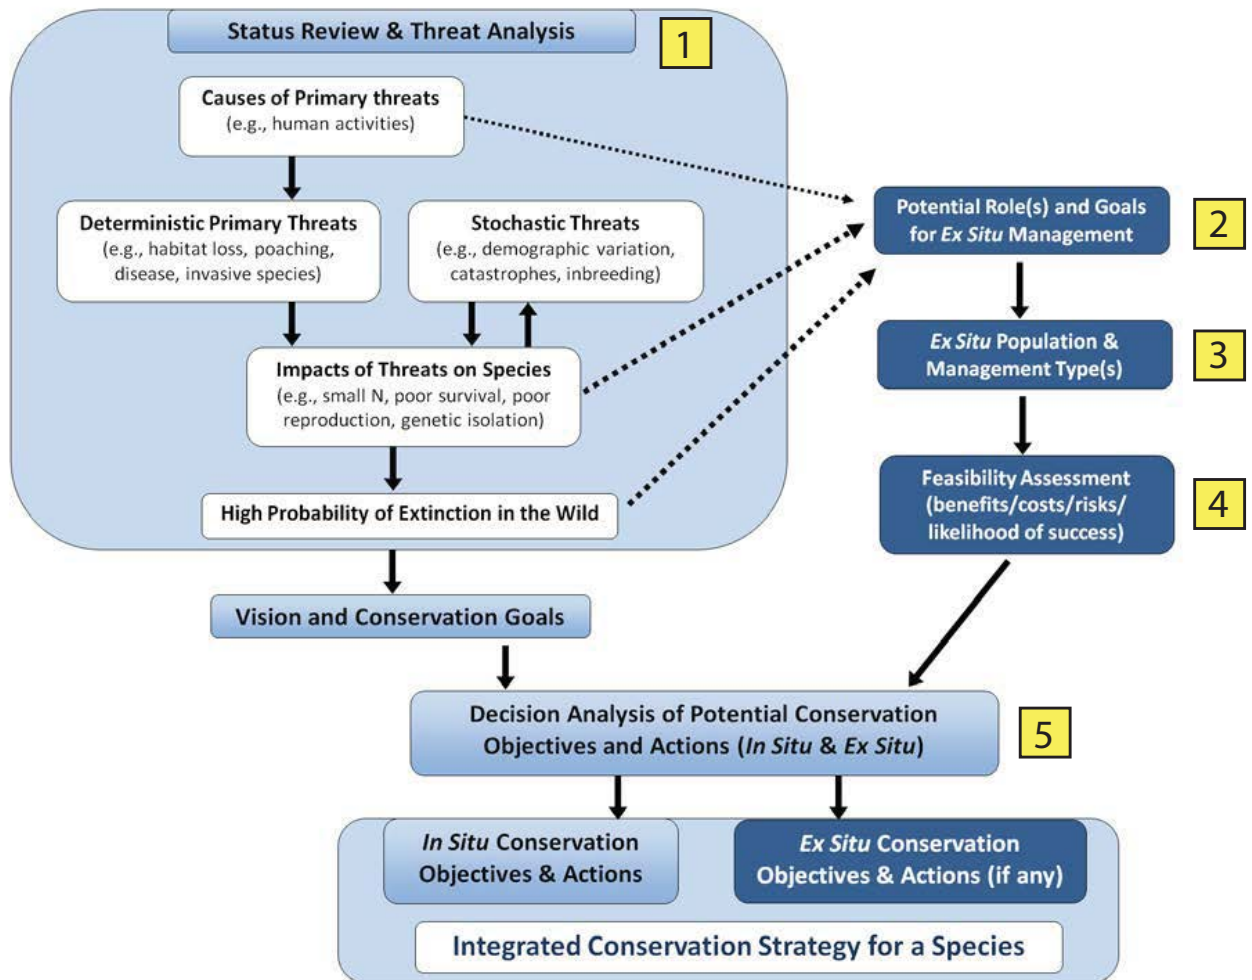 Status Review & Threat Analysis
1
Causes of Primary threats
(e.g., human activities)
Deterministic Primary Threats
(e.g., habitat loss, poaching,
disease, invasive species)
Stochastic Threats
(e.g., demographic variation,
catastrophes, inbreeding)
Impacts of Threats on Species
(e.g., small N, poor survival, poor
reproduction, genetic isolation)
High Probability of Extinction in the Wild
Potential Role(s) and Goals
for Ex Situ Management
2
Ex Situ Population &
Management Type(s)
3
Feasibility Assessment
(benefits/costs/risks/
likelihood of success)
4
Vision and Conservation Goals
Decision Analysis of Potential Conservation
Objectives and Actions (In Situ & Ex Situ)
5
In Situ Conservation
Objectives & Actions
Ex Situ Conservation
Objectives & Actions (if any)
Integrated Conservation Strategy for a Species